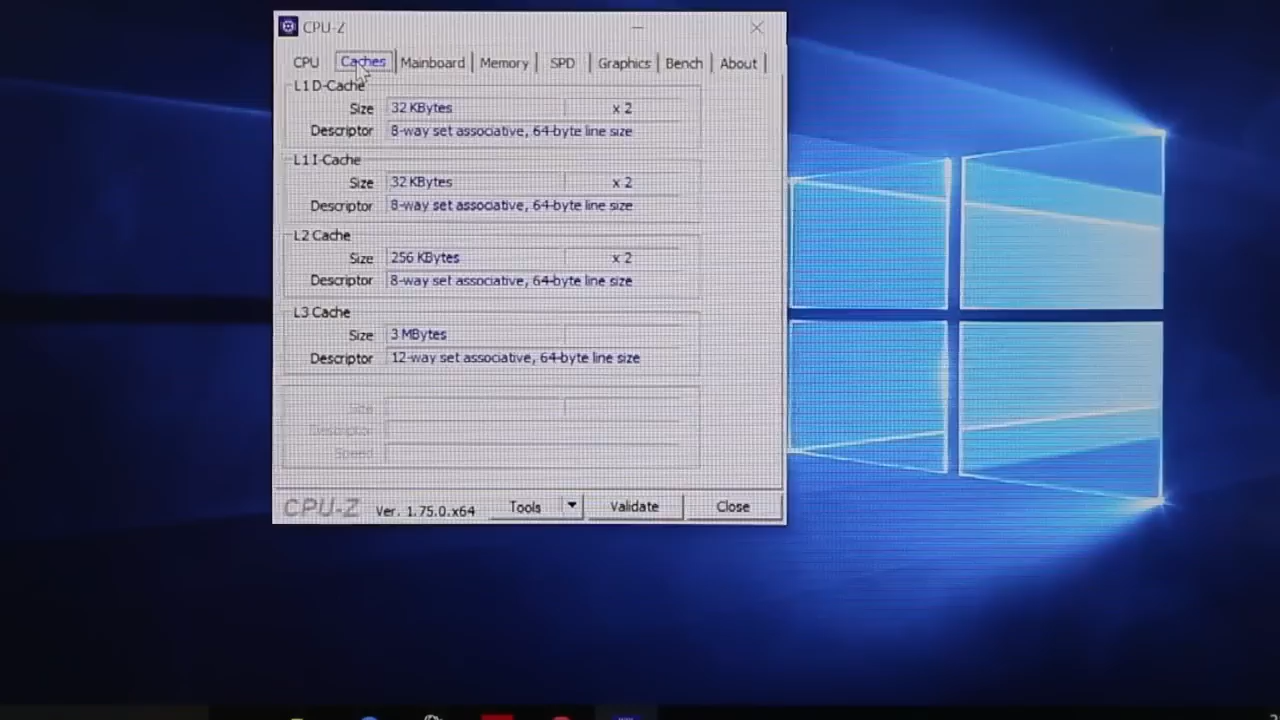 CPU-Z
CPU Caches Mainboard Memory SPD Graphics Bench About
L1 D-Cache
Size 32 KBytes x 2
Descriptor 8-way set associative, 64-byte line size
L1 I-Cache
Size 32 KBytes x 2
Descriptor 8-way set associative, 64-byte line size
L2 Cache
Size 256 KBytes x 2
Descriptor 8-way set associative, 64-byte line size
L3 Cache
Size 3 MBytes
Descriptor 12-way set associative, 64-byte line size
Size
Descriptor
Speed
CPU-Z Ver. 1.75.0.x64 Tools Validate Close